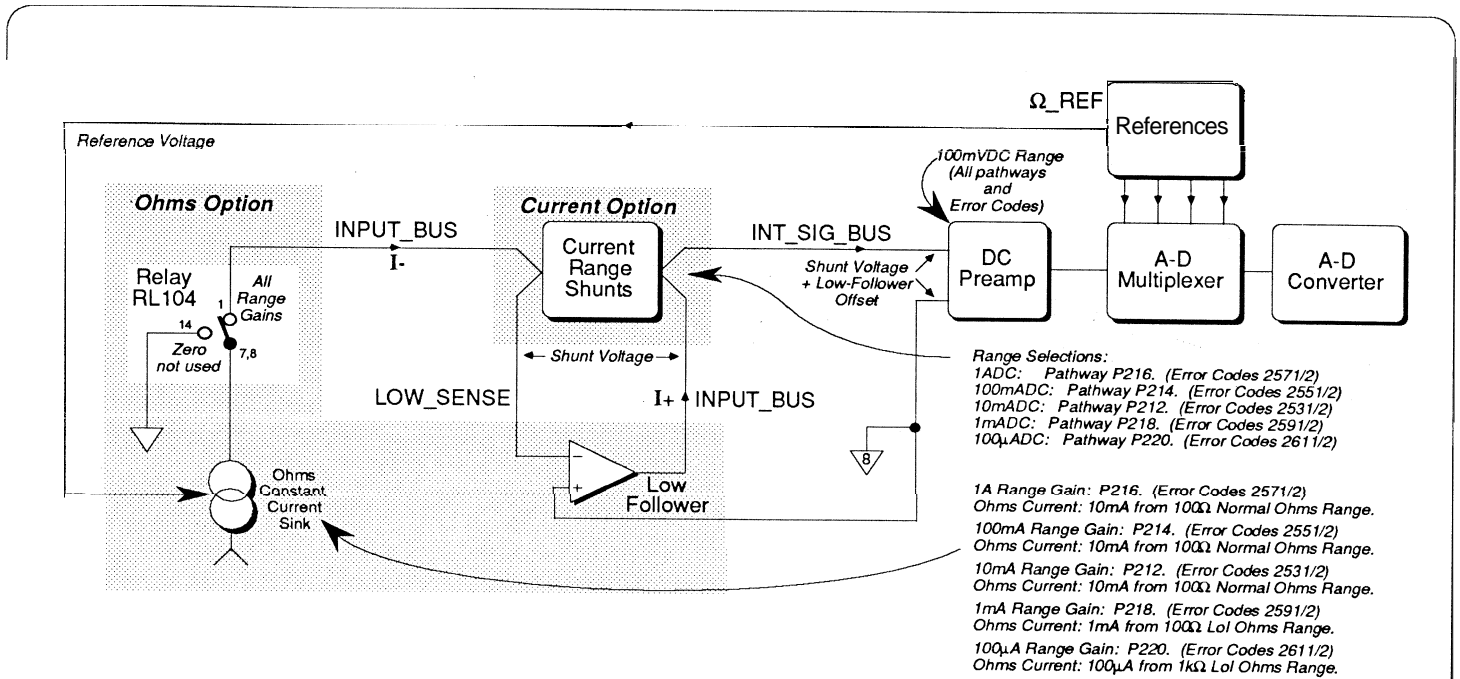 Ω_REF
References
Reference Voltage
100mVDC Range
(All pathways
and
Error Codes)
Ohms Option
Current Option
INPUT_BUS
I-
Current
Range
Shunts
INT_SIG_BUS
Shunt Voltage
+ Low-Follower
Offset
DC
Preamp
A-D
Multiplexer
A-D
Converter
Relay
RL104
All
Range
Gains
1
14
7,8
Zero
not used
Shunt Voltage
LOW_SENSE
I+ INPUT_BUS
-
+
Low
Follower
8
Ohms
Constant
Current
Sink
Range Selections:
1ADC: Pathway P216. (Error Codes 2571/2)
100mADC: Pathway P214. (Error Codes 2551/2)
10mADC: Pathway P212. (Error Codes 2531/2)
1mADC: Pathway P218. (Error Codes 2591/2)
100µADC: Pathway P220. (Error Codes 2611/2)
1A Range Gain: P216. (Error Codes 2571/2)
Ohms Current: 10mA from 100Ω Normal Ohms Range.
100mA Range Gain: P214. (Error Codes 2551/2)
Ohms Current: 10mA from 100Ω Normal Ohms Range.
10mA Range Gain: P212. (Error Codes 2531/2)
Ohms Current: 10mA from 100Ω Normal Ohms Range.
1mA Range Gain: P218. (Error Codes 2591/2)
Ohms Current: 1mA from 100Ω LoI Ohms Range.
100µA Range Gain: P220. (Error Codes 2611/2)
Ohms Current: 100µA from 1kΩ LoI Ohms Range.